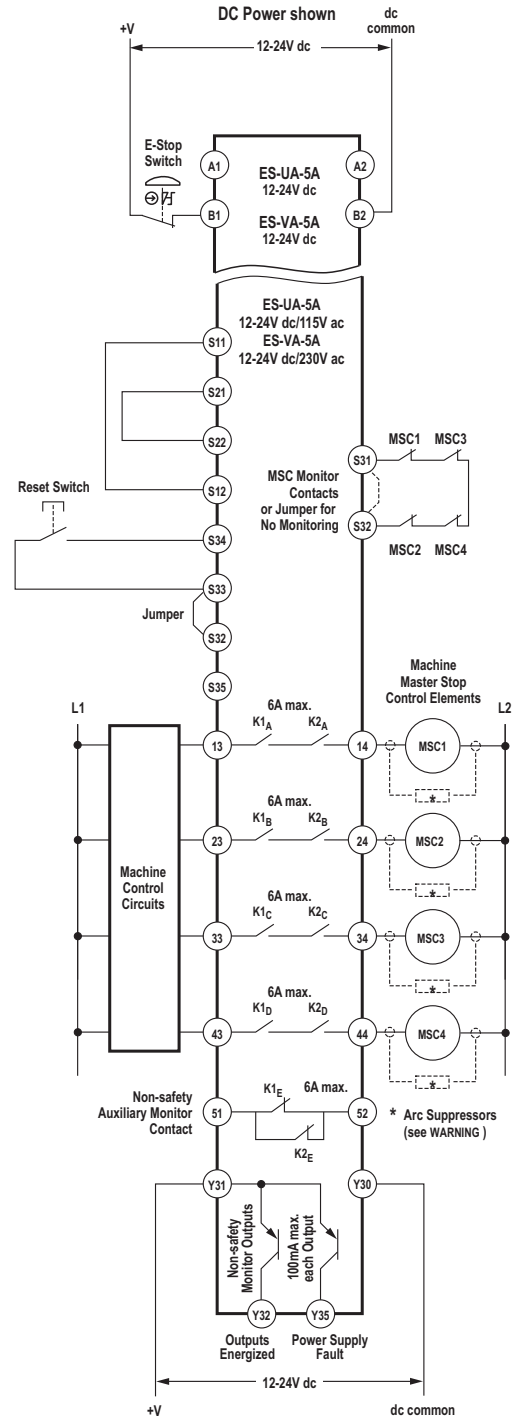 DC Power shown
+V
dc
common
12-24V dc
E-Stop
Switch
A1
A2
ES-UA-5A
12-24V dc
B1
B2
ES-VA-5A
12-24V dc
ES-UA-5A
12-24V dc/115V ac
S11
ES-VA-5A
12-24V dc/230V ac
S21
S22
S31
MSC1
MSC3
MSC Monitor
Contacts
or Jumper for
No Monitoring
S12
Reset Switch
S32
MSC2
MSC4
S34
S33
Jumper
S32
S35
Machine
Master Stop
Control Elements
L1
L2
6A max.
K1A
K2A
13
14
MSC1
*
6A max.
K1B
K2B
23
24
MSC2
*
Machine
Control
Circuits
6A max.
K1C
K2C
33
34
MSC3
*
6A max.
K1D
K2D
43
44
MSC4
*
Non-safety
Auxiliary Monitor
Contact
K1E
6A max.
51
52
K2E
* Arc Suppressors
(see WARNING )
Y31
Y30
Non-safety
Monitor Outputs
100mA max.
each Output
Y32
Y35
Outputs
Energized
Power Supply
Fault
12-24V dc
+V
dc common